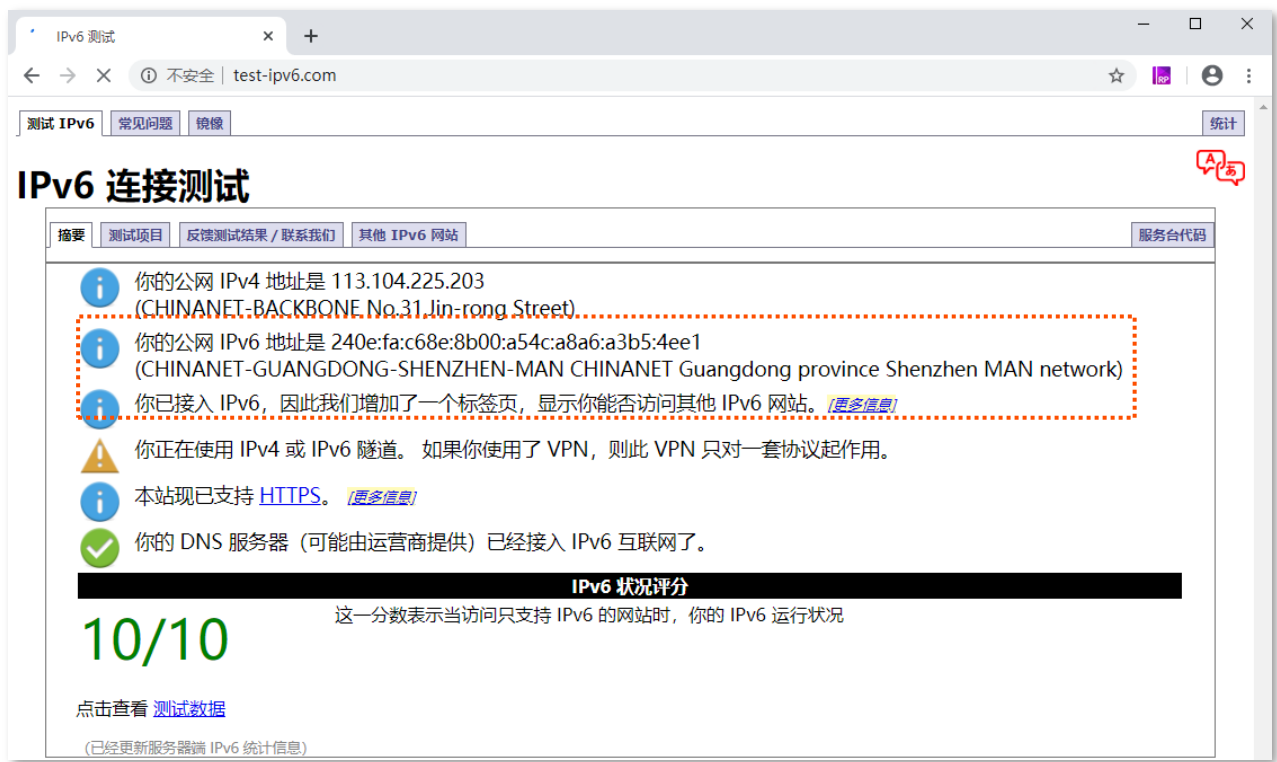 IPv6 测试
不安全 | test-ipv6.com
RP
测试 IPv6 常见问题 镜像 统计
A あ
IPv6 连接测试
摘要 测试项目 反馈测试结果 / 联系我们 其他 IPv6 网站 服务台代码
你的公网 IPv4 地址是 113.104.225.203
(CHINANET-BACKBONE No.31,Jin-rong Street)
你的公网 IPv6 地址是 240e:fa:c68e:8b00:a54c:a8a6:a3b5:4ee1
(CHINANET-GUANGDONG-SHENZHEN-MAN CHINANET Guangdong province Shenzhen MAN network)
你已接入 IPv6，因此我们增加了一个标签页，显示你能否访问其他 IPv6 网站。 [更多信息]
你正在使用 IPv4 或 IPv6 隧道。 如果你使用了 VPN，则此 VPN 只对一套协议起作用。
本站现已支持 HTTPS。 [更多信息]
你的 DNS 服务器（可能由运营商提供）已经接入 IPv6 互联网了。
IPv6 状况评分
10/10 这一分数表示当访问只支持 IPv6 的网站时，你的 IPv6 运行状况
点击查看 测试数据
(已经更新服务器端 IPv6 统计信息)